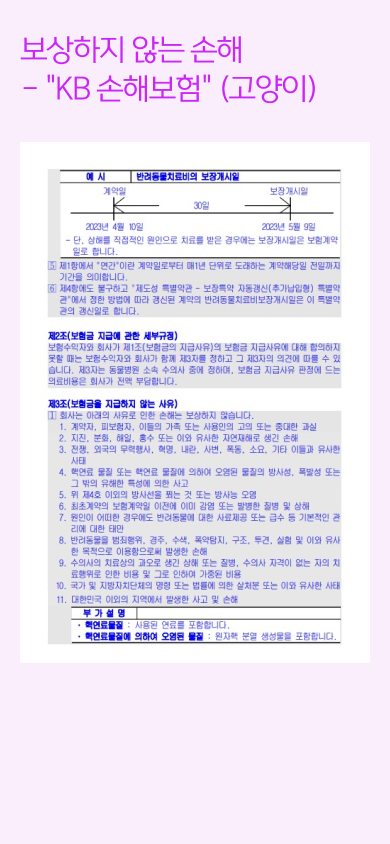 보상하지 않는 손해
- "KB 손해보험" (고양이)
예 시 반려동물치료비의 보장개시일
계약일 보장개시일
30일
2023년 4월 10일 2023년 5월 9일
- 단, 상해를 직접적인 원인으로 치료를 받은 경우에는 보장개시일은 보험계약
일로 합니다.
⑤ 제1항에서 "연간"이란 계약일로부터 매1년 단위로 도래하는 계약해당일 전일까지
기간을 의미합니다.
⑥ 제4항에도 불구하고 "제도성 특별약관 - 보장특약 자동갱신(추가납입형) 특별약
관"에서 정한 방법에 따라 갱신된 계약의 반려동물치료비보장개시일은 이 특별약
관의 갱신일로 합니다.
제2조(보험금 지급에 관한 세부규정)
보험수익자와 회사가 제1조(보험금의 지급사유)의 보험금 지급사유에 대해 합의하지
못할 때는 보험수익자와 회사가 함께 제3자를 정하고 그 제3자의 의견에 따를 수 있
습니다. 제3자는 동물병원 소속 수의사 중에 정하며, 보험금 지급사유 판정에 드는
의료비용은 회사가 전액 부담합니다.
제3조(보험금을 지급하지 않는 사유)
① 회사는 아래의 사유로 인한 손해는 보상하지 않습니다.
1. 계약자, 피보험자, 이들의 가족 또는 사용인의 고의 또는 중대한 과실
2. 지진, 분화, 해일, 홍수 또는 이와 유사한 자연재해로 생긴 손해
3. 전쟁, 외국의 무력행사, 혁명, 내란, 사변, 폭동, 소요, 기타 이들과 유사한
사태
4. 핵연료 물질 또는 핵연료 물질에 의하여 오염된 물질의 방사성, 폭발성 또는
그 밖의 유해한 특성에 의한 사고
5. 위 제4호 이외의 방사선을 쬐는 것 또는 방사능 오염
6. 최초계약의 보험계약일 이전에 이미 감염 또는 발병한 질병 및 상해
7. 원인이 어떠한 경우에도 반려동물에 대한 사료제공 또는 급수 등 기본적인 관
리에 대한 태만
8. 반려동물을 범죄행위, 경주, 수색, 폭약탐지, 구조, 투견, 실험 및 이와 유사
한 목적으로 이용함으로써 발생한 손해
9. 수의사의 치료상의 과오로 생긴 상해 또는 질병, 수의사 자격이 없는 자의 치
료행위로 인한 비용 및 그로 인하여 가중된 비용
10. 국가 및 지방자치단체의 명령 또는 법률에 의한 살처분 또는 이와 유사한 사태
11. 대한민국 이외의 지역에서 발생한 사고 및 손해
부 가 설 명
· 핵연료물질 : 사용된 연료를 포함합니다.
· 핵연료물질에 의하여 오염된 물질 : 원자핵 분열 생성물을 포함합니다.